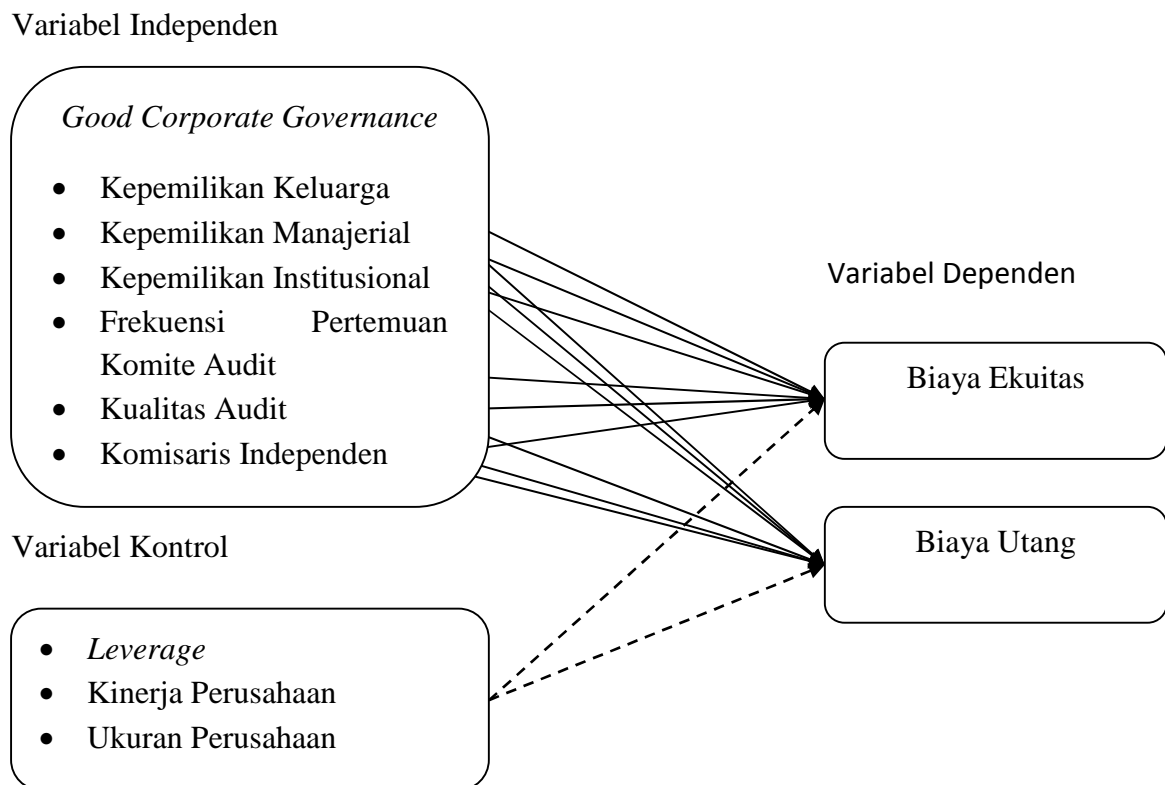 Variabel Independen
Good Corporate Governance
• Kepemilikan Keluarga
• Kepemilikan Manajerial
• Kepemilikan Institusional
• Frekuensi Pertemuan
Komite Audit
• Kualitas Audit
• Komisaris Independen
Variabel Dependen
Biaya Ekuitas
Biaya Utang
Variabel Kontrol
• Leverage
• Kinerja Perusahaan
• Ukuran Perusahaan